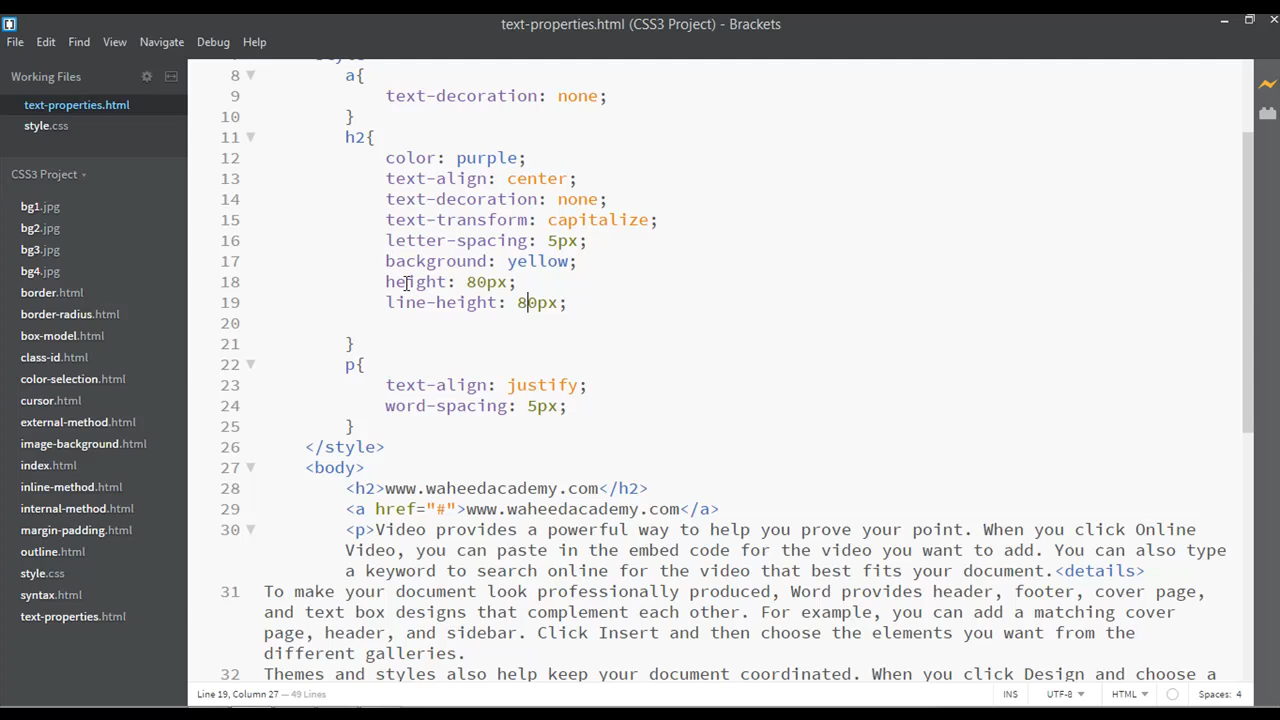 text-properties.html (CSS3 Project) - Brackets
File Edit Find View Navigate Debug Help
Working Files
text-properties.html
style.css
CSS3 Project
bg1.jpg
bg2.jpg
bg3.jpg
bg4.jpg
border.html
border-radius.html
box-model.html
class-id.html
color-selection.html
cursor.html
external-method.html
image-background.html
index.html
inline-method.html
internal-method.html
margin-padding.html
outline.html
style.css
syntax.html
text-properties.html
8 a{
9 text-decoration: none;
10 }
11 h2{
12 color: purple;
13 text-align: center;
14 text-decoration: none;
15 text-transform: capitalize;
16 letter-spacing: 5px;
17 background: yellow;
18 height: 80px;
19 line-height: 80px;
20
21 }
22 p{
23 text-align: justify;
24 word-spacing: 5px;
25 }
26 </style>
27 <body>
28 <h2>www.waheedacademy.com</h2>
29 <a href="#">www.waheedacademy.com</a>
30 <p>Video provides a powerful way to help you prove your point. When you click Online
Video, you can paste in the embed code for the video you want to add. You can also type
a keyword to search online for the video that best fits your document.<details>
31 To make your document look professionally produced, Word provides header, footer, cover page,
and text box designs that complement each other. For example, you can add a matching cover
page, header, and sidebar. Click Insert and then choose the elements you want from the
different galleries.
32 Themes and styles also help keep your document coordinated. When you click Design and choose a
Line 19, Column 27 — 49 Lines
INS UTF-8 HTML Spaces: 4